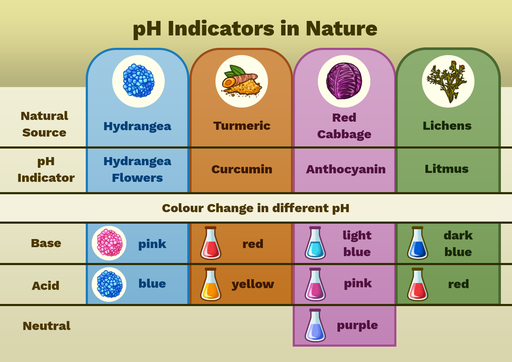 pH Indicators in Nature
Natural
Source
Hydrangea
Turmeric
Red
Cabbage
Lichens
pH
Indicator
Hydrangea
Flowers
Curcumin
Anthocyanin
Litmus
Colour Change in different pH
Base
pink
red
light
blue
dark
blue
Acid
blue
yellow
pink
red
Neutral
purple